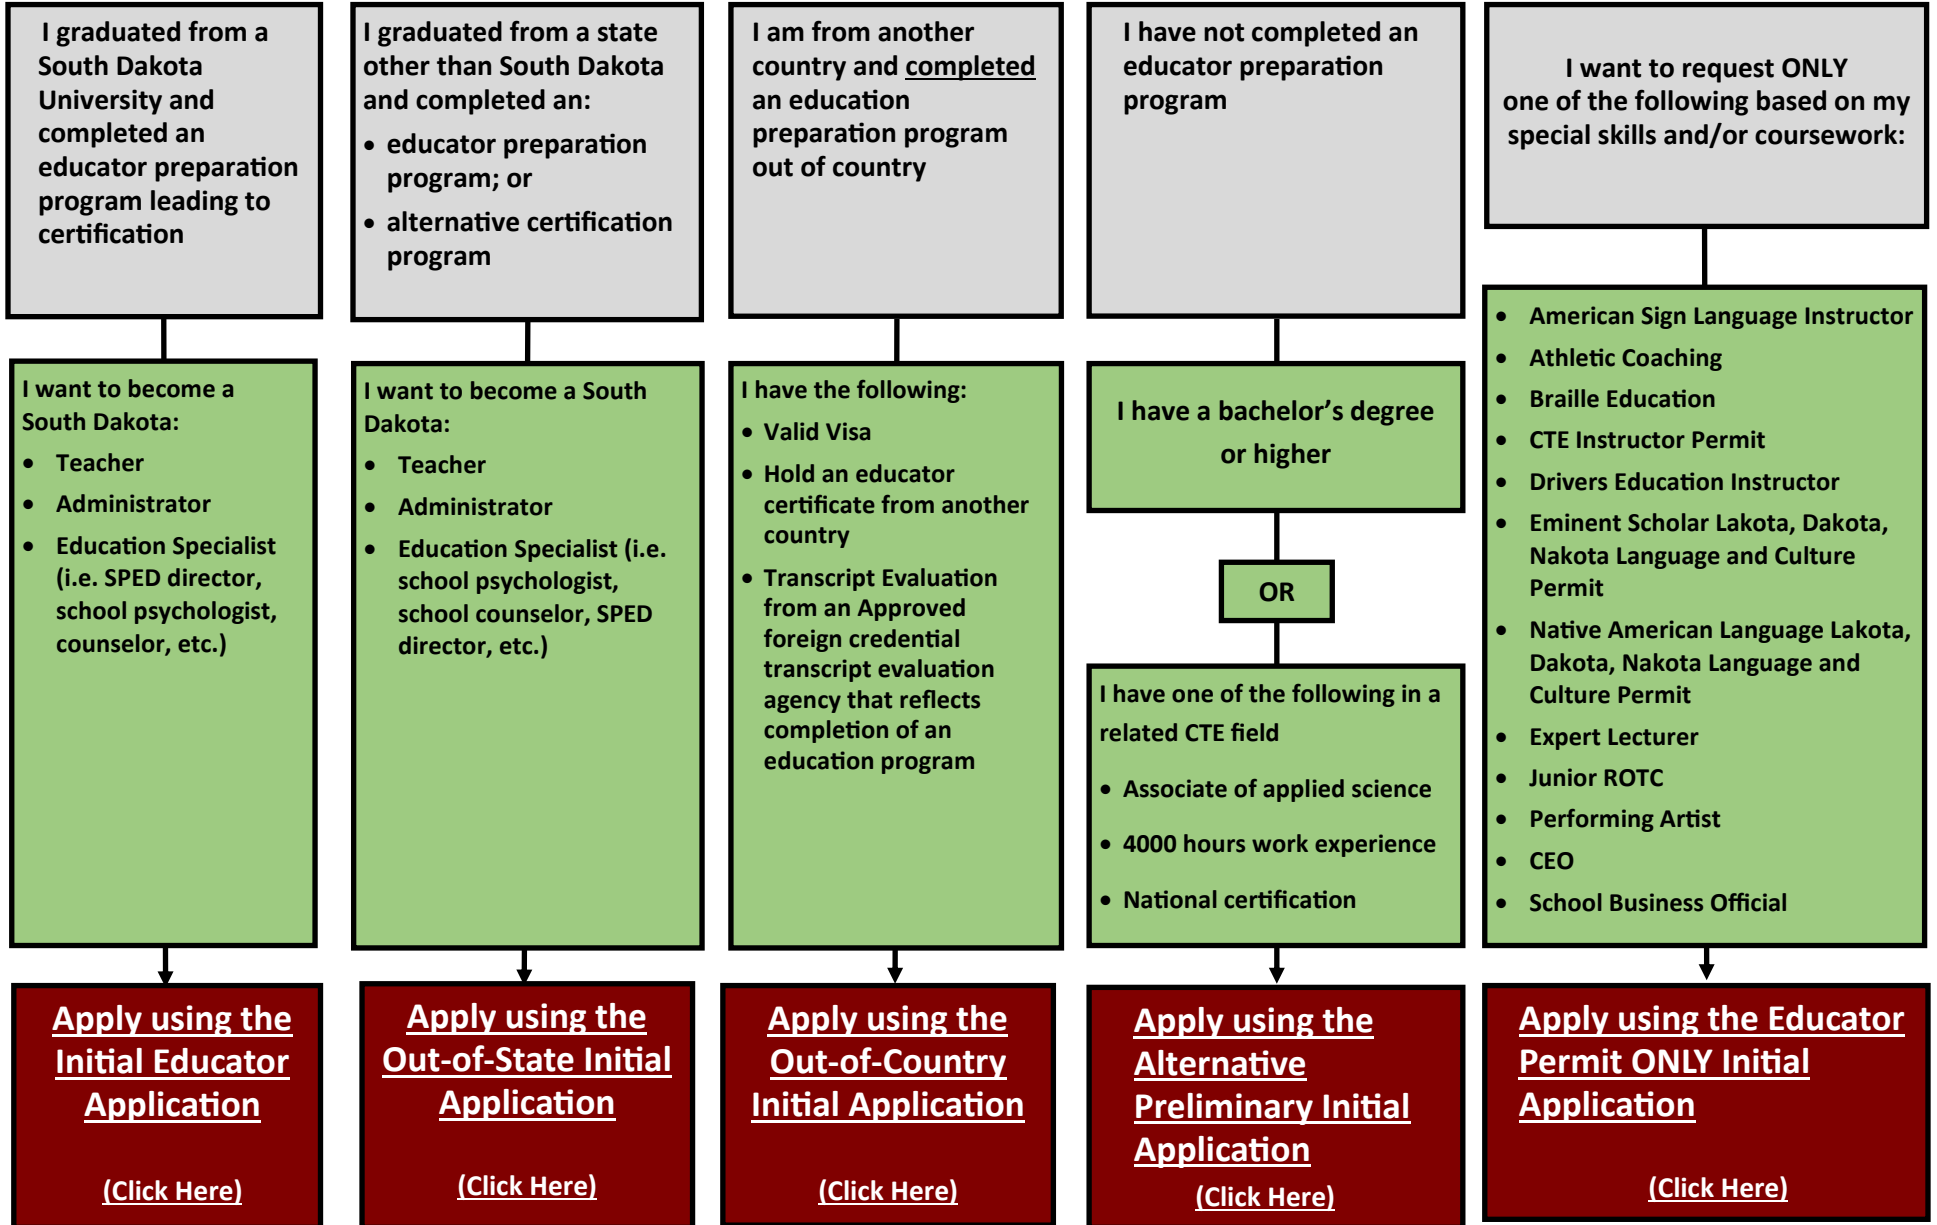 I graduated from a
South Dakota
University and
completed an
educator preparation
program leading to
certification
I want to become a
South Dakota:
• Teacher
• Administrator
• Education Specialist
(i.e. SPED director,
school psychologist,
counselor, etc.)
Apply using the
Initial Educator
Application
(Click Here)
I graduated from a state
other than South Dakota
and completed an:
• educator preparation
program; or
• alternative certification
program
I want to become a South
Dakota:
• Teacher
• Administrator
• Education Specialist (i.e.
school psychologist,
school counselor, SPED
director, etc.)
Apply using the
Out-of-State Initial
Application
(Click Here)
I am from another
country and completed
an education
preparation program
out of country
I have the following:
• Valid Visa
• Hold an educator
certificate from another
country
• Transcript Evaluation
from an Approved
foreign credential
transcript evaluation
agency that reflects
completion of an
education program
Apply using the
Out-of-Country
Initial Application
(Click Here)
I have not completed an
educator preparation
program
I have a bachelor’s degree
or higher
OR
I have one of the following in a
related CTE field
• Associate of applied science
• 4000 hours work experience
• National certification
Apply using the
Alternative
Preliminary Initial
Application
(Click Here)
I want to request ONLY
one of the following based on my
special skills and/or coursework:
• American Sign Language Instructor
• Athletic Coaching
• Braille Education
• CTE Instructor Permit
• Drivers Education Instructor
• Eminent Scholar Lakota, Dakota,
Nakota Language and Culture
Permit
• Native American Language Lakota,
Dakota, Nakota Language and
Culture Permit
• Expert Lecturer
• Junior ROTC
• Performing Artist
• CEO
• School Business Official
Apply using the Educator
Permit ONLY Initial
Application
(Click Here)